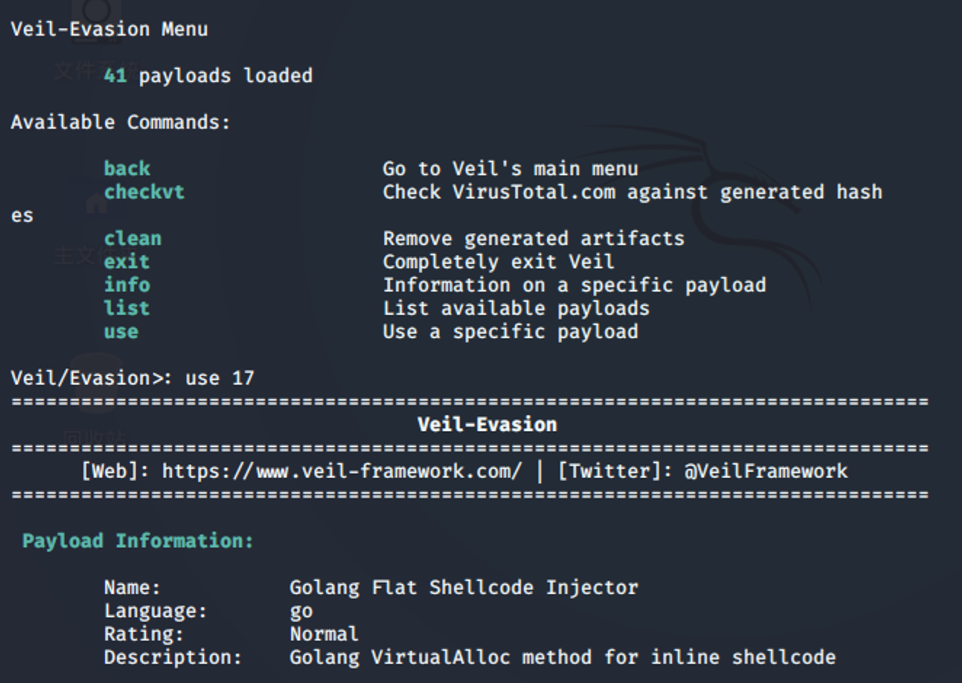 Veil-Evasion Menu
41 payloads loaded
Available Commands:
back Go to Veil's main menu
checkvt Check VirusTotal.com against generated hash
es
clean Remove generated artifacts
exit Completely exit Veil
info Information on a specific payload
list List available payloads
use Use a specific payload
Veil/Evasion>: use 17
===============================================================================
Veil-Evasion
===============================================================================
[Web]: https://www.veil-framework.com/ | [Twitter]: @VeilFramework
===============================================================================
Payload Information:
Name: Golang Flat Shellcode Injector
Language: go
Rating: Normal
Description: Golang VirtualAlloc method for inline shellcode